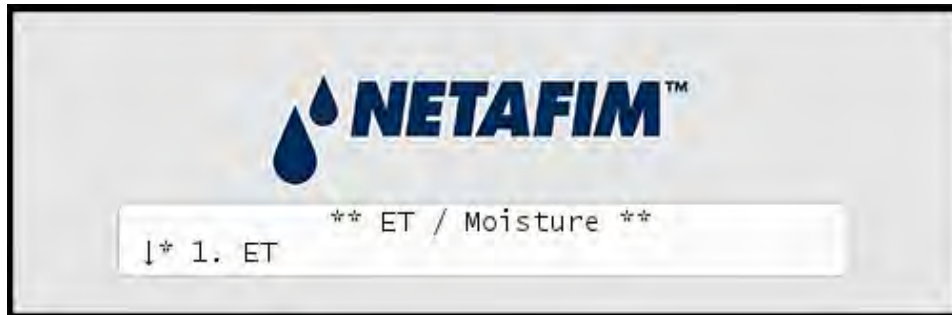 NETAFIM™
** ET / Moisture **
↓* 1. ET